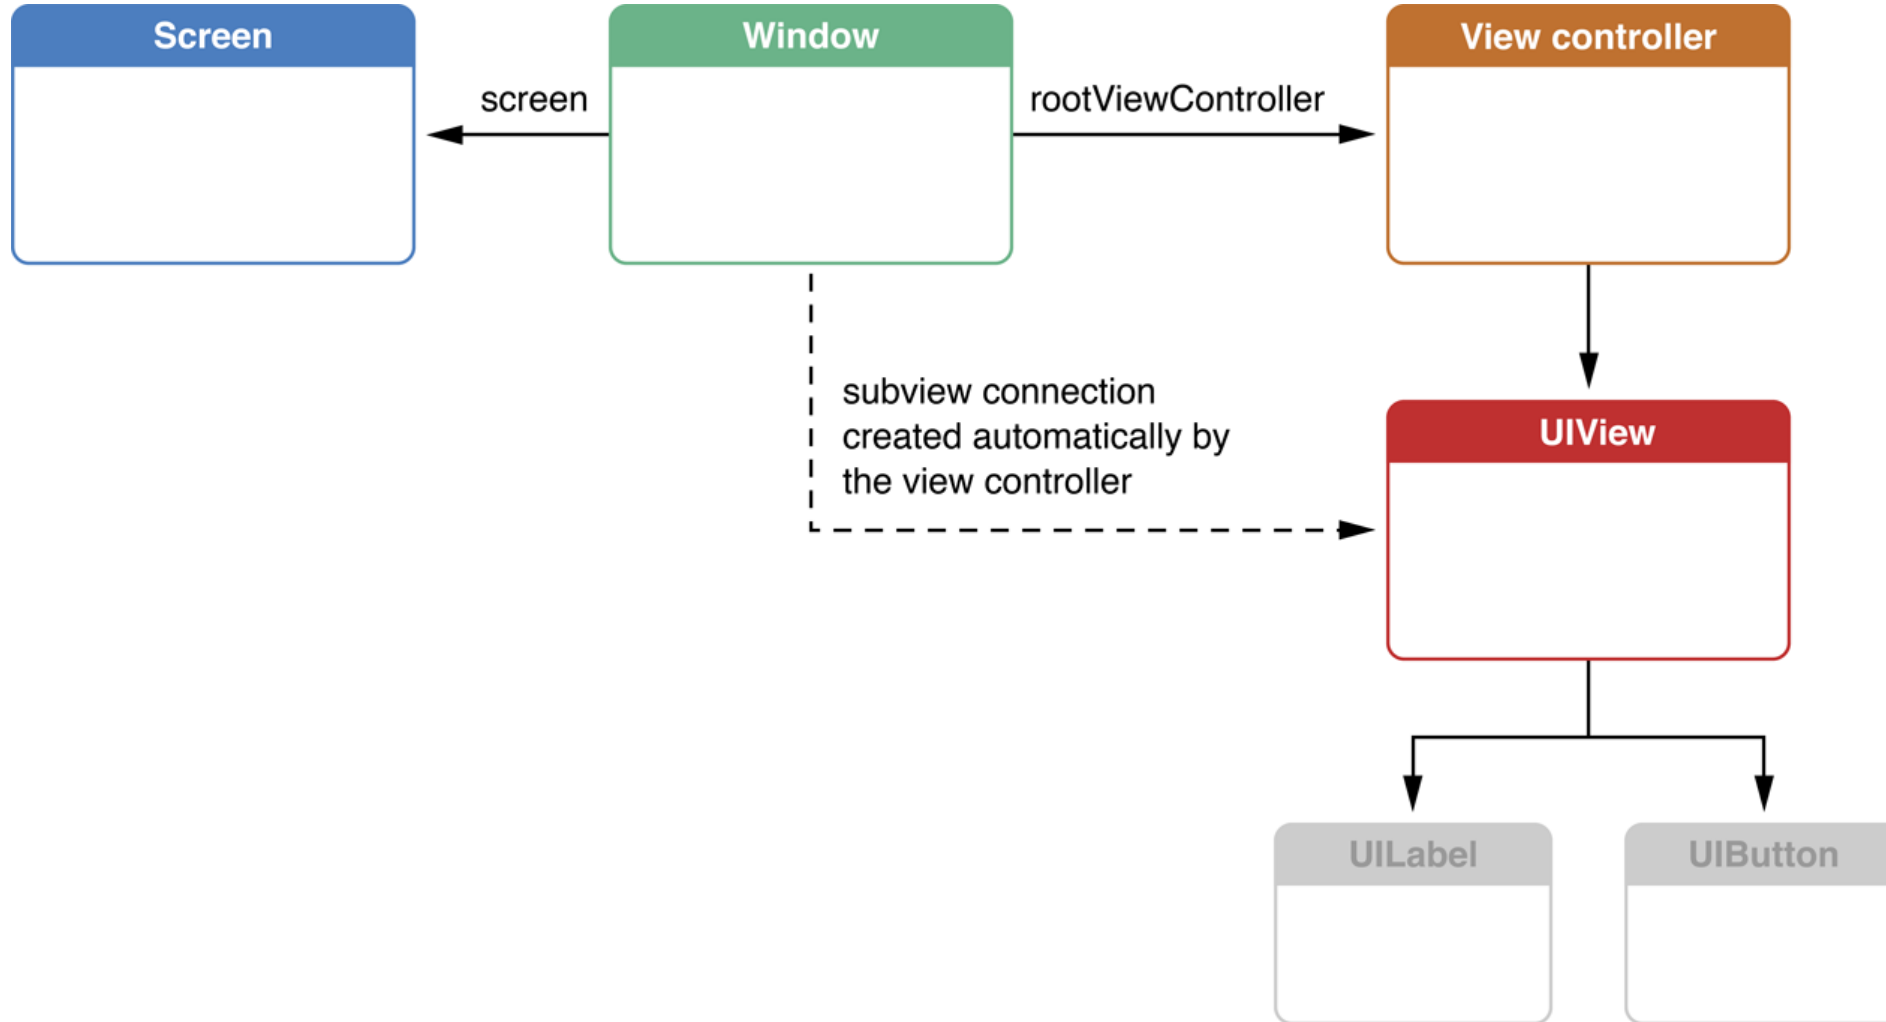 Screen
Window
View controller
screen
rootViewController
subview connection
created automatically by
the view controller
UIView
UILabel
UIButton